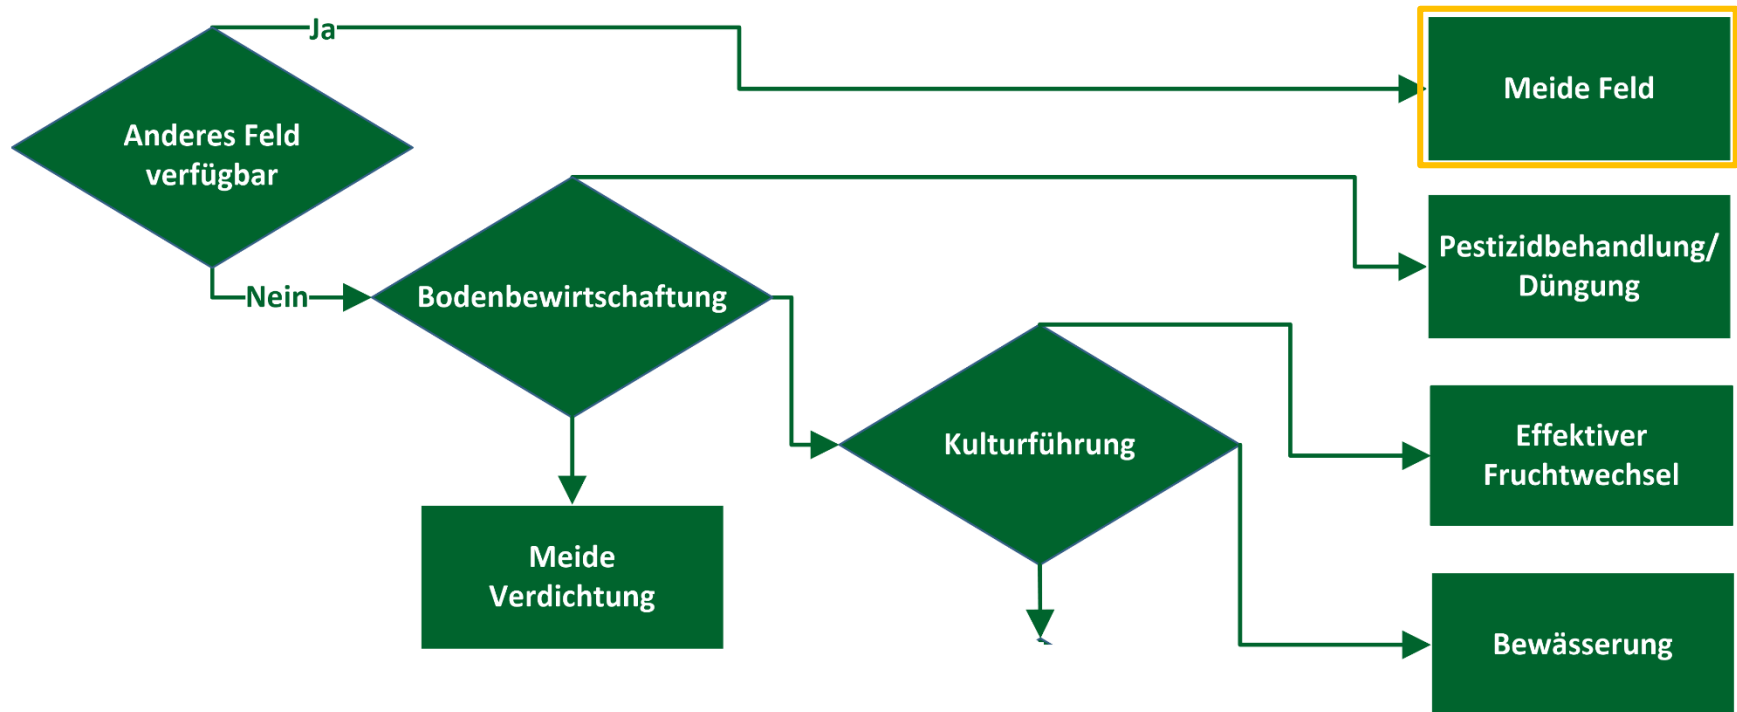 Ja
Meide Feld
Anderes Feld
verfügbar
Pestizidbehandlung/
Düngung
Nein
Bodenbewirtschaftung
Kulturführung
Effektiver
Fruchtwechsel
Meide
Verdichtung
Bewässerung